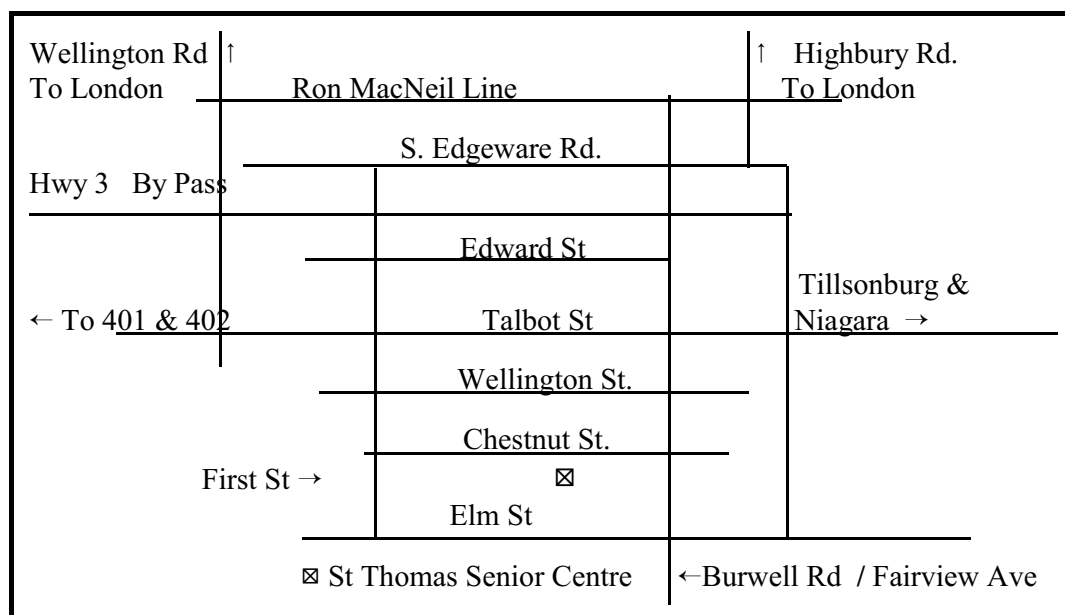 Wellington Rd ↑ ↑ Highbury Rd.
To London Ron MacNeil Line To London
S. Edgeware Rd.
Hwy 3 By Pass
Edward St
Tillsonburg &
← To 401 & 402 Talbot St Niagara →
Wellington St.
Chestnut St.
First St → ⊠
Elm St
⊠ St Thomas Senior Centre ←Burwell Rd / Fairview Ave